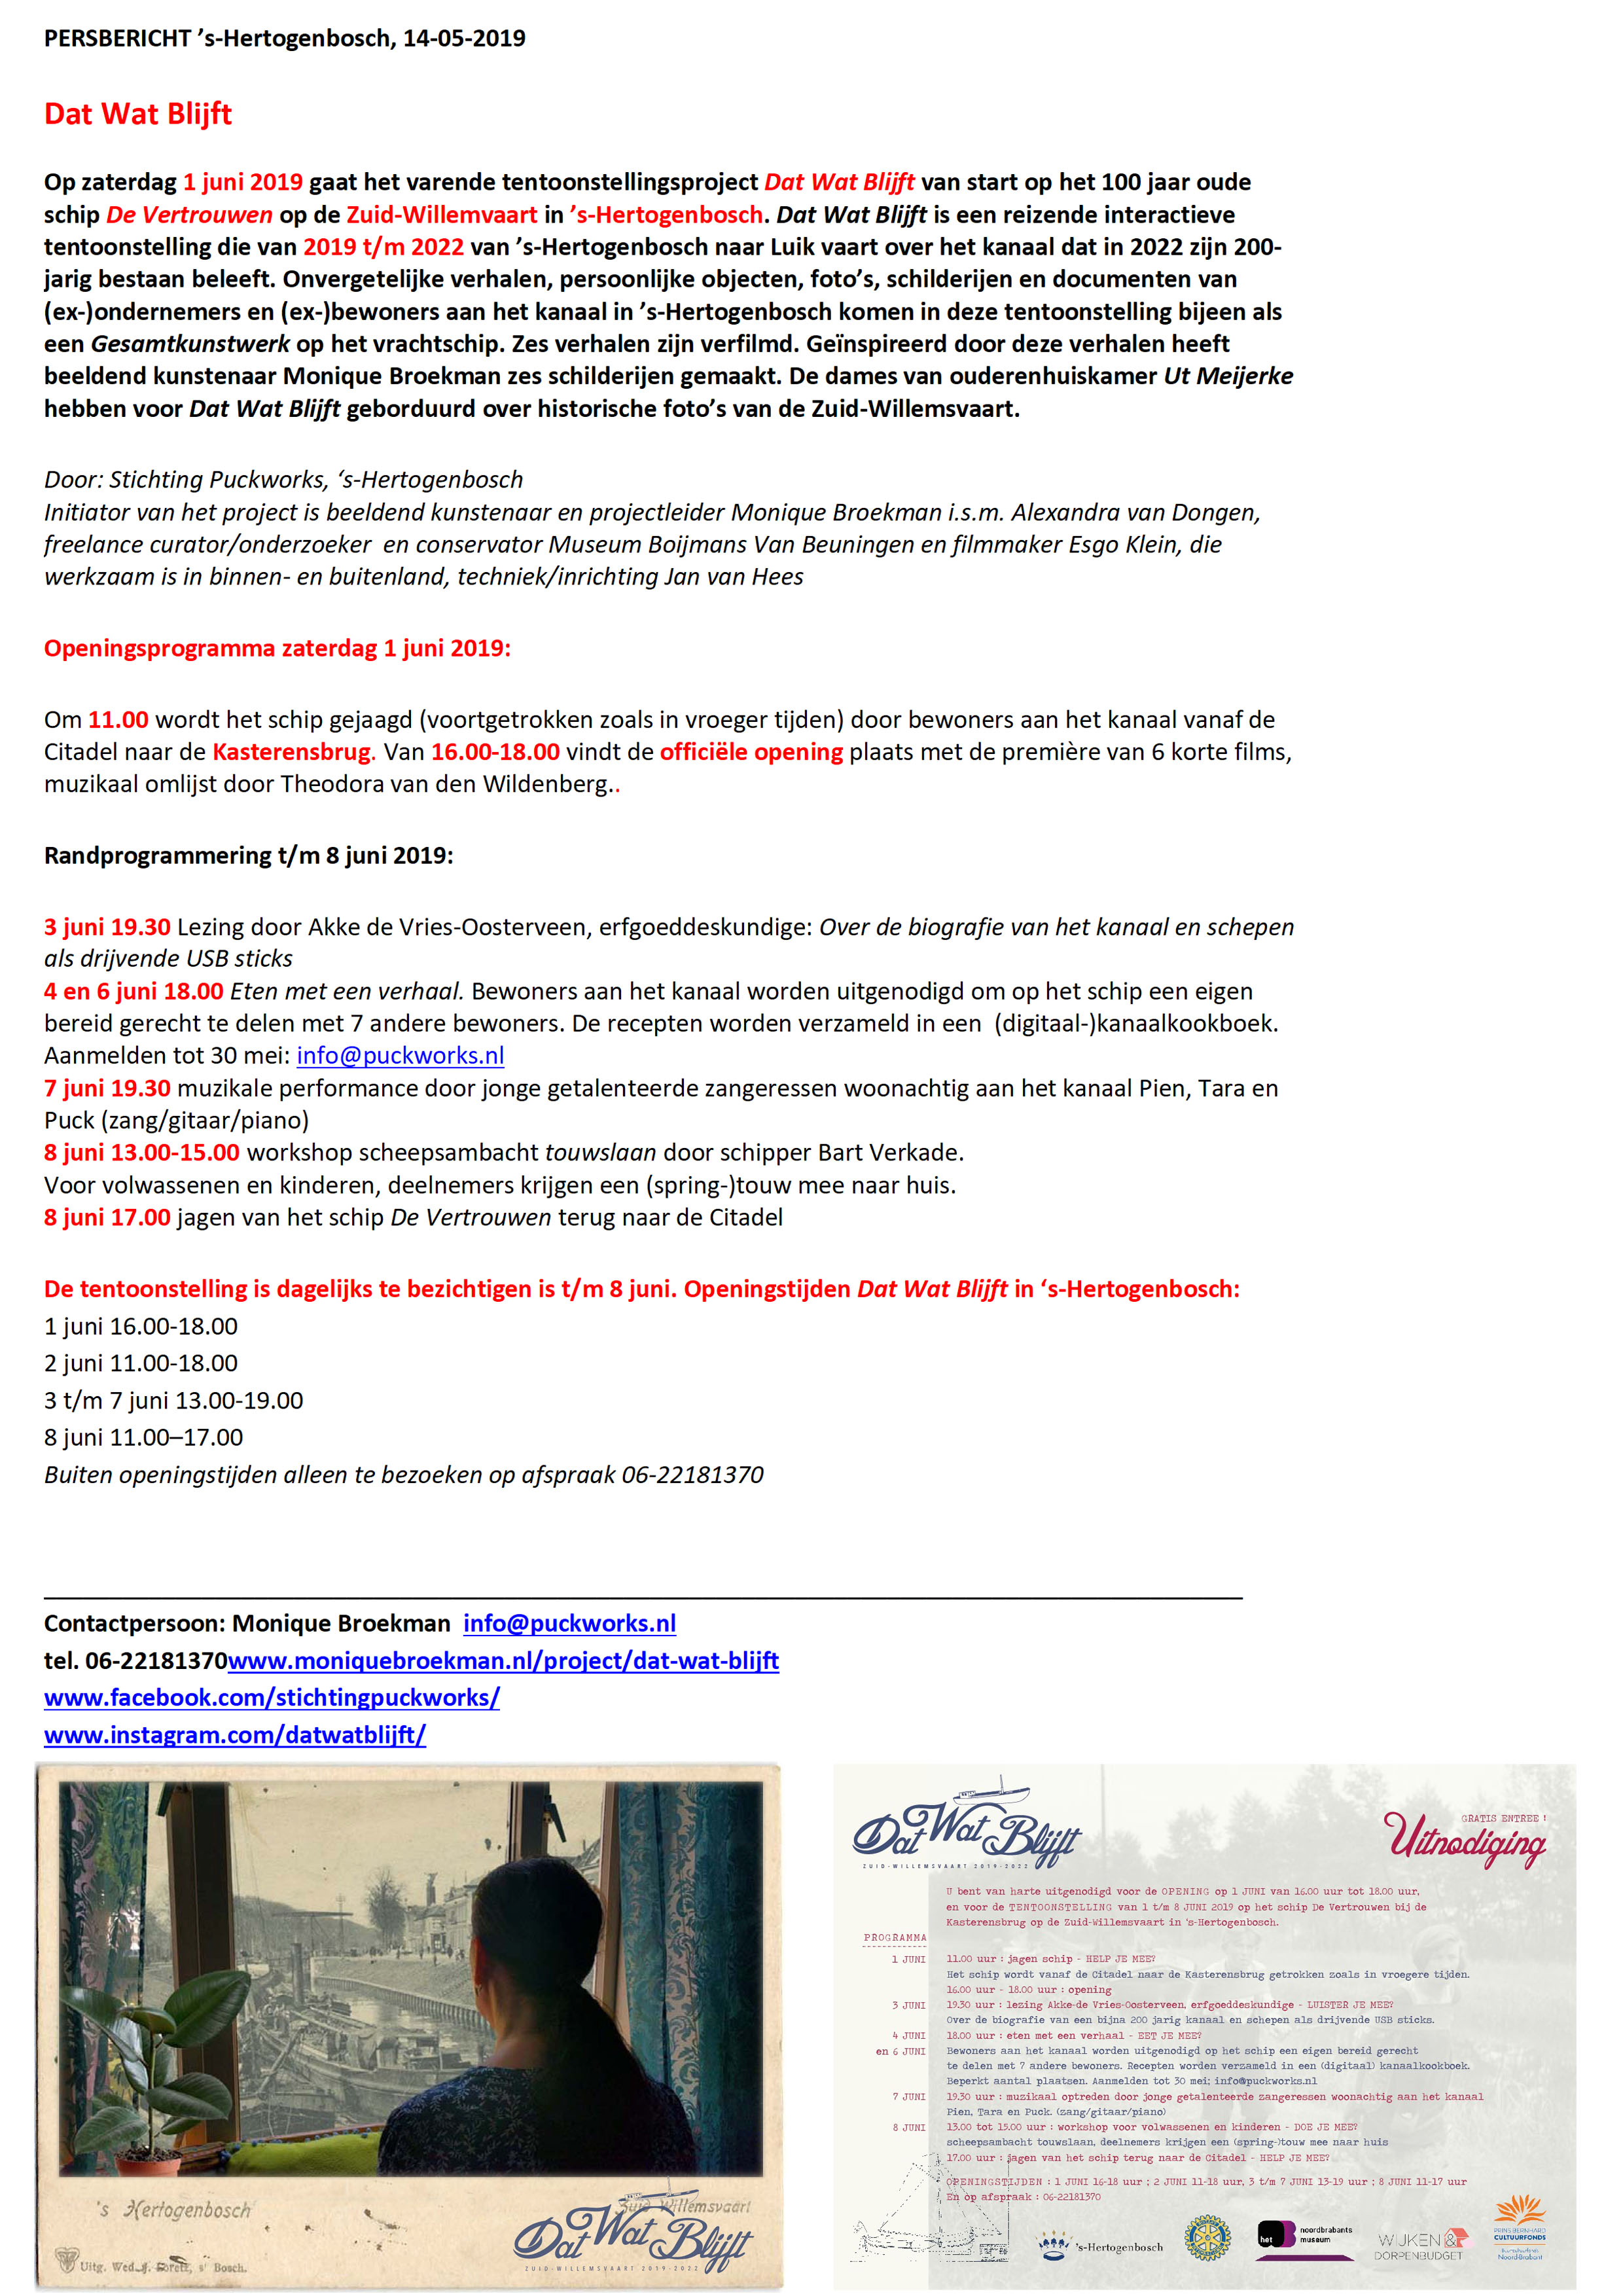 PERSBERICHT ’s-Hertogenbosch, 14-05-2019
Dat Wat Blijft
Op zaterdag 1 juni 2019 gaat het varende tentoonstellingsproject Dat Wat Blijft van start op het 100 jaar oude
schip De Vertrouwen op de Zuid-Willemvaart in ’s-Hertogenbosch. Dat Wat Blijft is een reizende interactieve
tentoonstelling die van 2019 t/m 2022 van ’s-Hertogenbosch naar Luik vaart over het kanaal dat in 2022 zijn 200-
jarig bestaan beleeft. Onvergetelijke verhalen, persoonlijke objecten, foto’s, schilderijen en documenten van
(ex-)ondernemers en (ex-)bewoners aan het kanaal in ’s-Hertogenbosch komen in deze tentoonstelling bijeen als
een Gesamtkunstwerk op het vrachtschip. Zes verhalen zijn verfilmd. Geïnspireerd door deze verhalen heeft
beeldend kunstenaar Monique Broekman zes schilderijen gemaakt. De dames van ouderenhuiskamer Ut Meijerke
hebben voor Dat Wat Blijft geborduurd over historische foto’s van de Zuid-Willemsvaart.
Door: Stichting Puckworks, ‘s-Hertogenbosch
Initiator van het project is beeldend kunstenaar en projectleider Monique Broekman i.s.m. Alexandra van Dongen,
freelance curator/onderzoeker en conservator Museum Boijmans Van Beuningen en filmmaker Esgo Klein, die
werkzaam is in binnen- en buitenland, techniek/inrichting Jan van Hees
Openingsprogramma zaterdag 1 juni 2019:
Om 11.00 wordt het schip gejaagd (voortgetrokken zoals in vroeger tijden) door bewoners aan het kanaal vanaf de
Citadel naar de Kasterensbrug. Van 16.00-18.00 vindt de officiële opening plaats met de première van 6 korte films,
muzikaal omlijst door Theodora van den Wildenberg..
Randprogrammering t/m 8 juni 2019:
3 juni 19.30 Lezing door Akke de Vries-Oosterveen, erfgoeddeskundige: Over de biografie van het kanaal en schepen
als drijvende USB sticks
4 en 6 juni 18.00 Eten met een verhaal. Bewoners aan het kanaal worden uitgenodigd om op het schip een eigen
bereid gerecht te delen met 7 andere bewoners. De recepten worden verzameld in een (digitaal-)kanaalkookboek.
Aanmelden tot 30 mei: info@puckworks.nl
7 juni 19.30 muzikale performance door jonge getalenteerde zangeressen woonachtig aan het kanaal Pien, Tara en
Puck (zang/gitaar/piano)
8 juni 13.00-15.00 workshop scheepsambacht touwslaan door schipper Bart Verkade.
Voor volwassenen en kinderen, deelnemers krijgen een (spring-)touw mee naar huis.
8 juni 17.00 jagen van het schip De Vertrouwen terug naar de Citadel
De tentoonstelling is dagelijks te bezichtigen is t/m 8 juni. Openingstijden Dat Wat Blijft in ‘s-Hertogenbosch:
1 juni 16.00-18.00
2 juni 11.00-18.00
3 t/m 7 juni 13.00-19.00
8 juni 11.00–17.00
Buiten openingstijden alleen te bezoeken op afspraak 06-22181370
Contactpersoon: Monique Broekman info@puckworks.nl
tel. 06-22181370www.moniquebroekman.nl/project/dat-wat-blijft
www.facebook.com/stichtingpuckworks/
www.instagram.com/datwatblijft/
's Hertogenbosch
Zuid Willemsvaart
Uitg. Wed. J. s' Bosch.
Dat Wat Blijft
ZUID-WILLEMSVAART 2019-2022
Dat Wat Blijft
ZUID-WILLEMSVAART 2019-2022
GRATIS ENTREE !
Uitnodiging
U bent van harte uitgenodigd voor de OPENING op 1 JUNI van 16.00 uur tot 18.00 uur,
en voor de TENTOONSTELLING van 1 t/m 8 JUNI 2019 op het schip De Vertrouwen bij de
Kasterensbrug op de Zuid-Willemsvaart in 's-Hertogenbosch.
PROGRAMMA
1 JUNI 11.00 uur : jagen schip - HELP JE MEE?
Het schip wordt vanaf de Citadel naar de Kasterensbrug getrokken zoals in vroegere tijden.
16.00 uur - 18.00 uur : opening
3 JUNI 19.30 uur : lezing Akke-de Vries-Oosterveen, erfgoeddeskundige - LUISTER JE MEE?
Over de biografie van een bijna 200 jarig kanaal en schepen als drijvende USB sticks.
4 JUNI 18.00 uur : eten met een verhaal - EET JE MEE?
en 6 JUNI Bewoners aan het kanaal worden uitgenodigd op het schip een eigen bereid gerecht
te delen met 7 andere bewoners. Recepten worden verzameld in een (digitaal) kanaalkookboek.
Beperkt aantal plaatsen. Aanmelden tot 30 mei; info@puckworks.nl
7 JUNI 19.30 uur : muzikaal optreden door jonge getalenteerde zangeressen woonachtig aan het kanaal
Pien, Tara en Puck. (zang/gitaar/piano)
8 JUNI 13.00 tot 15.00 uur : workshop voor volwassenen en kinderen - DOE JE MEE?
scheepsambacht touwslaan, deelnemers krijgen een (spring-)touw mee naar huis
17.00 uur : jagen van het schip terug naar de Citadel - HELP JE MEE?
OPENINGSTIJDEN : 1 JUNI 16-18 uur ; 2 JUNI 11-18 uur, 3 t/m 7 JUNI 13-19 uur ; 8 JUNI 11-17 uur
En op afspraak : 06-22181370
's-Hertogenbosch
het noordbrabants
museum
WIJKEN &
DORPENBUDGET
PRINS BERNHARD
CULTUURFONDS
Noord-Brabant